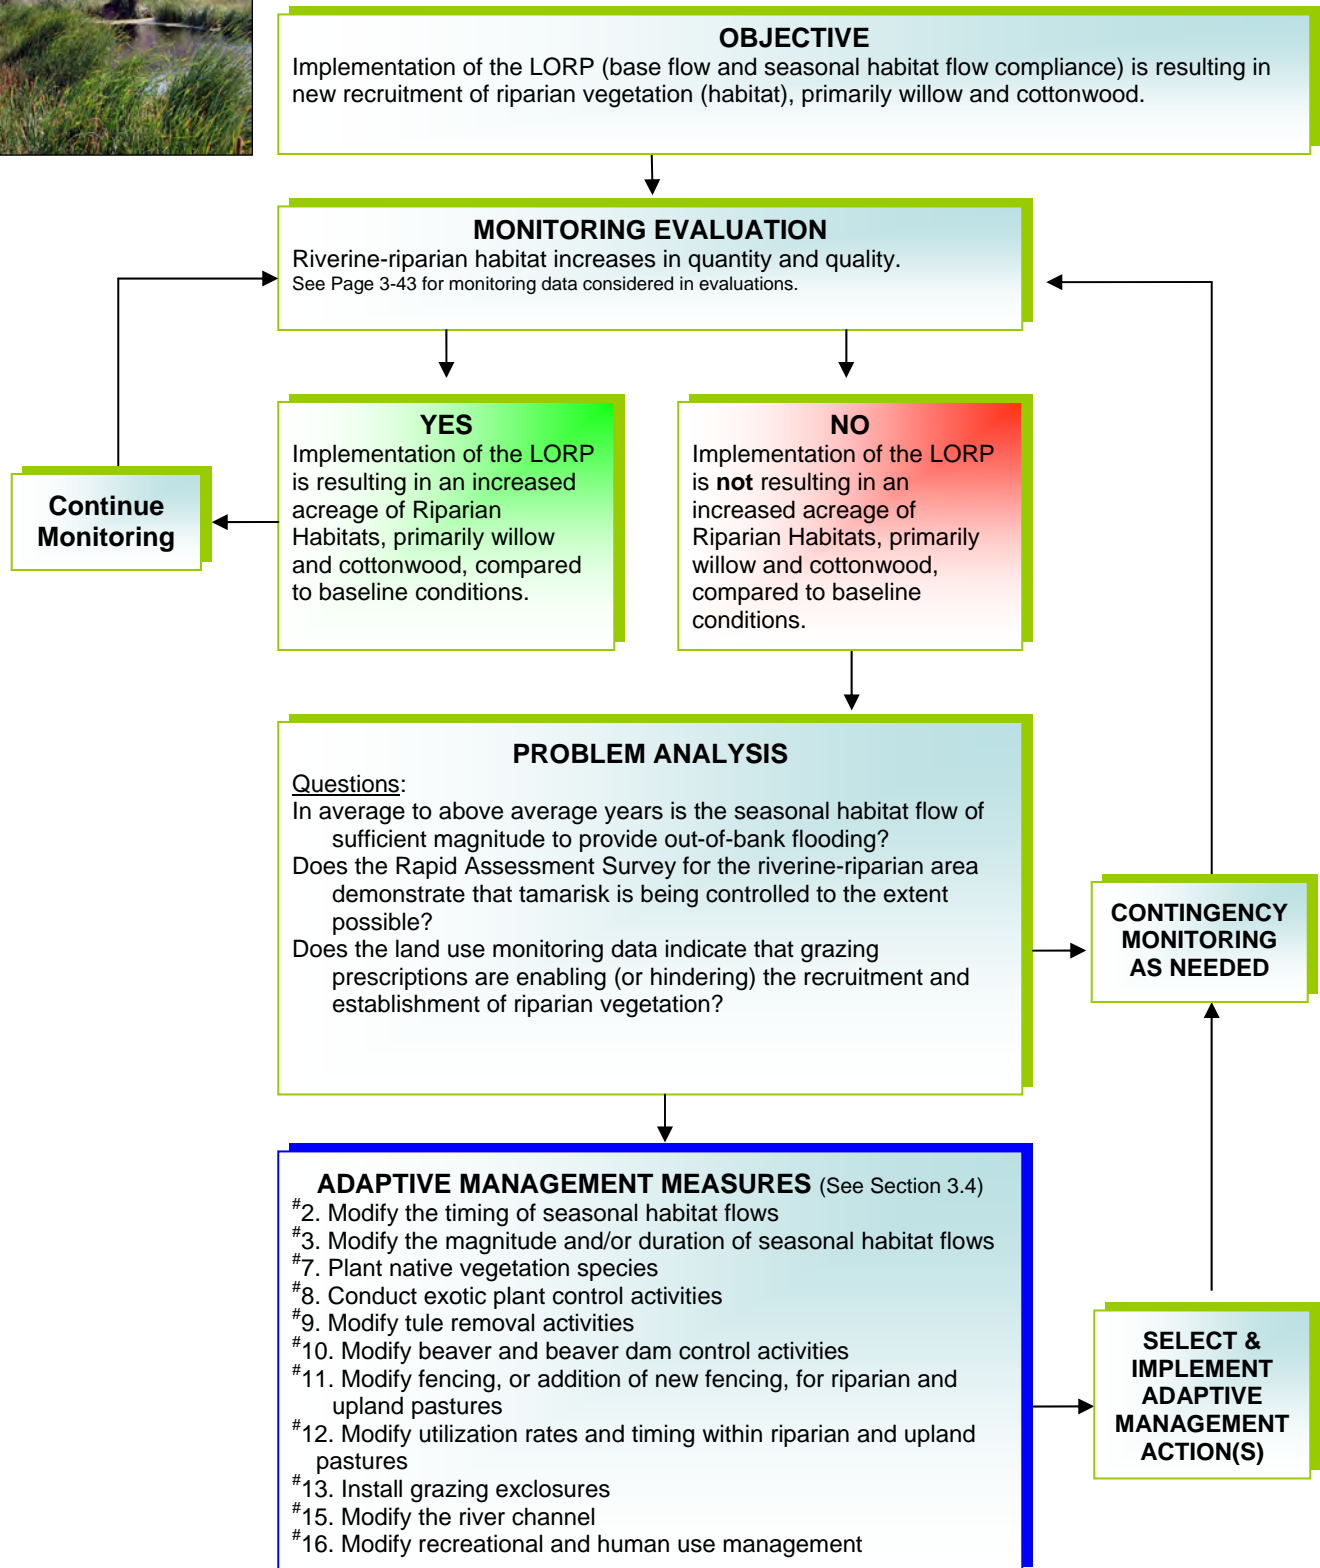 OBJECTIVE
Implementation of the LORP (base flow and seasonal habitat flow compliance) is resulting in
new recruitment of riparian vegetation (habitat), primarily willow and cottonwood.
MONITORING EVALUATION
Riverine-riparian habitat increases in quantity and quality.
See Page 3-43 for monitoring data considered in evaluations.
YES
Implementation of the LORP
is resulting in an increased
acreage of Riparian
Habitats, primarily willow
and cottonwood, compared
to baseline conditions.
NO
Implementation of the LORP
is not resulting in an
increased acreage of
Riparian Habitats, primarily
willow and cottonwood,
compared to baseline
conditions.
Continue
Monitoring
PROBLEM ANALYSIS
Questions:
In average to above average years is the seasonal habitat flow of
sufficient magnitude to provide out-of-bank flooding?
Does the Rapid Assessment Survey for the riverine-riparian area
demonstrate that tamarisk is being controlled to the extent
possible?
Does the land use monitoring data indicate that grazing
prescriptions are enabling (or hindering) the recruitment and
establishment of riparian vegetation?
CONTINGENCY
MONITORING
AS NEEDED
ADAPTIVE MANAGEMENT MEASURES (See Section 3.4)
#2. Modify the timing of seasonal habitat flows
#3. Modify the magnitude and/or duration of seasonal habitat flows
#7. Plant native vegetation species
#8. Conduct exotic plant control activities
#9. Modify tule removal activities
#10. Modify beaver and beaver dam control activities
#11. Modify fencing, or addition of new fencing, for riparian and
upland pastures
#12. Modify utilization rates and timing within riparian and upland
pastures
#13. Install grazing exclosures
#15. Modify the river channel
#16. Modify recreational and human use management
SELECT &
IMPLEMENT
ADAPTIVE
MANAGEMENT
ACTION(S)